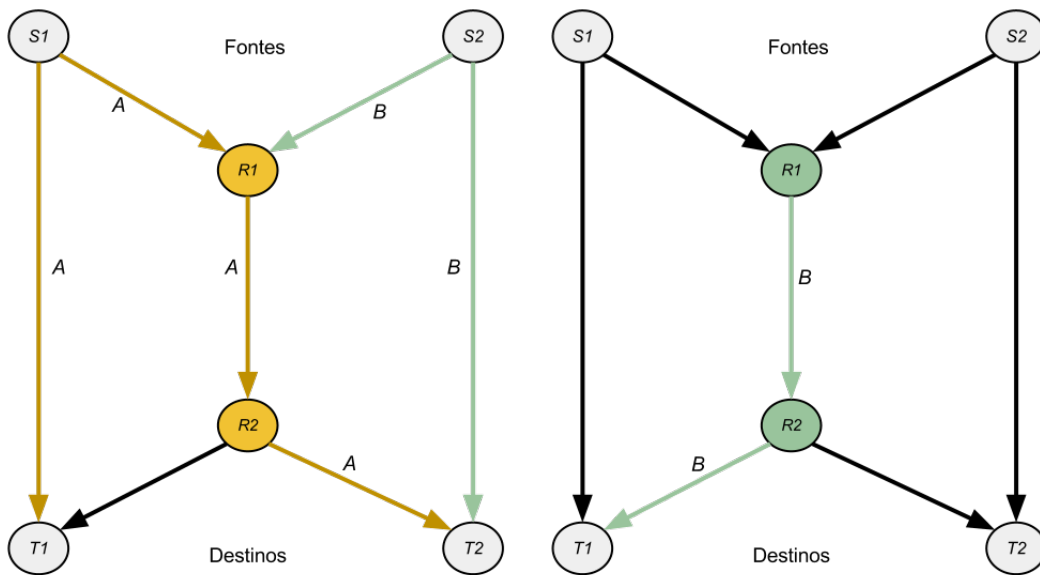 S1
Fontes
S2
A
B
R1
A
A
B
R2
A
T1
Destinos
T2
S1
Fontes
S2
R1
B
R2
B
T1
Destinos
T2